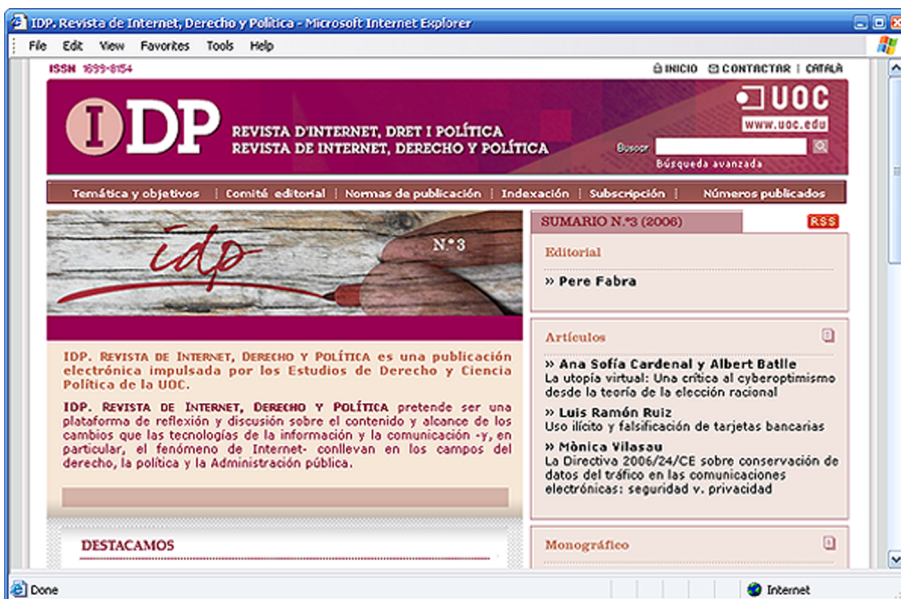 IDP. Revista de Internet, Derecho y Política - Microsoft Internet Explorer
File Edit View Favorites Tools Help
ISSN 1699-8154
INICIO CONTACTAR | CATALÀ
IDP
REVISTA D'INTERNET, DRET I POLÍTICA
REVISTA DE INTERNET, DERECHO Y POLÍTICA
UOC
www.uoc.edu
Buscar
Búsqueda avanzada
Temática y objetivos | Comité editorial | Normas de publicación | Indexación | Subscripción | Números publicados
idp
N.º 3
IDP. REVISTA DE INTERNET, DERECHO Y POLÍTICA es una publicación
electrónica impulsada por los Estudios de Derecho y Ciencia
Política de la UOC.
IDP. REVISTA DE INTERNET, DERECHO Y POLÍTICA pretende ser una
plataforma de reflexión y discusión sobre el contenido y alcance de los
cambios que las tecnologías de la información y la comunicación -y, en
particular, el fenómeno de Internet- conllevan en los campos del
derecho, la política y la Administración pública.
DESTACAMOS
SUMARIO N.º3 (2006)
RSS
Editorial
» Pere Fabra
Artículos
» Ana Sofía Cardenal y Albert Batlle
La utopía virtual: Una crítica al cyberoptimismo
desde la teoría de la elección racional
» Luis Ramón Ruiz
Uso ilícito y falsificación de tarjetas bancarias
» Mònica Vilasau
La Directiva 2006/24/CE sobre conservación de
datos del tráfico en las comunicaciones
electrónicas: seguridad v. privacidad
Monográfico
Done
Internet